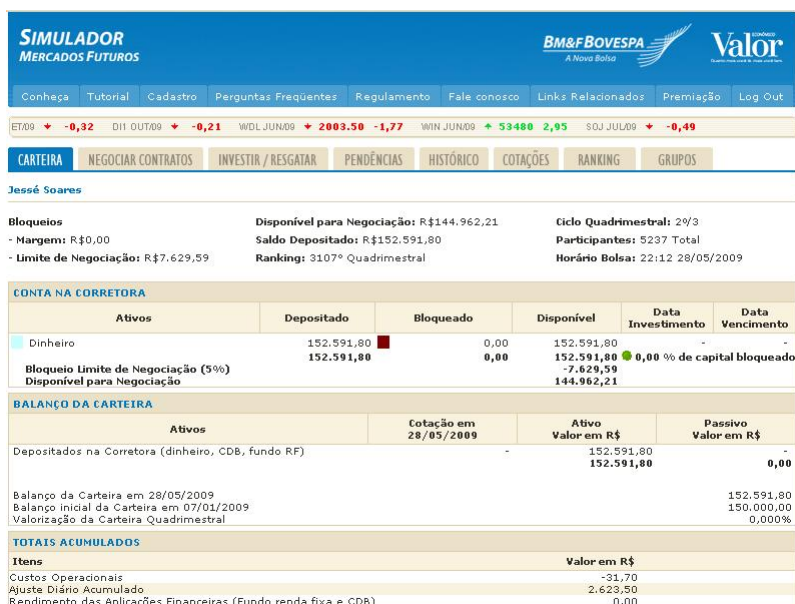 SIMULADOR
MERCADOS FUTUROS
BM&FBOVESPA
A Nova Bolsa
Valor
ECONÔMICO
Conheça Tutorial Cadastro Perguntas Freqüentes Regulamento Fale conosco Links Relacionados Premiação Log Out
ET/09 -0,32 DI1 OUT/09 -0,21 WDL JUN/09 2003.50 -1,77 WIN JUN/09 53480 2,95 SOJ JUL/09 -0,49
CARTEIRA NEGOCIAR CONTRATOS INVESTIR / RESGATAR PENDÊNCIAS HISTÓRICO COTAÇÕES RANKING GRUPOS
Jessé Soares
Bloqueios Disponível para Negociação: R$144.962,21 Ciclo Quadrimestral: 2º/3
- Margem: R$0,00 Saldo Depositado: R$152.591,80 Participantes: 5237 Total
- Limite de Negociação: R$7.629,59 Ranking: 3107º Quadrimestral Horário Bolsa: 22:12 28/05/2009
CONTA NA CORRETORA
Ativos Depositado Bloqueado Disponível Data Investimento Data Vencimento
Dinheiro 152.591,80 0,00 152.591,80 - -
152.591,80 0,00 152.591,80 0,00 % de capital bloqueado
Bloqueio Limite de Negociação (5%) -7.629,59
Disponível para Negociação 144.962,21
BALANÇO DA CARTEIRA
Ativos Cotação em 28/05/2009 Ativo Valor em R$ Passivo Valor em R$
Depositados na Corretora (dinheiro, CDB, fundo RF) - 152.591,80 -
152.591,80 0,00
Balanço da Carteira em 28/05/2009 152.591,80
Balanço inicial da Carteira em 07/01/2009 150.000,00
Valorização da Carteira Quadrimestral 0,000%
TOTAIS ACUMULADOS
Itens Valor em R$
Custos Operacionais -31,70
Ajuste Diário Acumulado 2.623,50
Rendimento das Aplicações Financeiras (Fundo renda fixa e CDB) 0,00